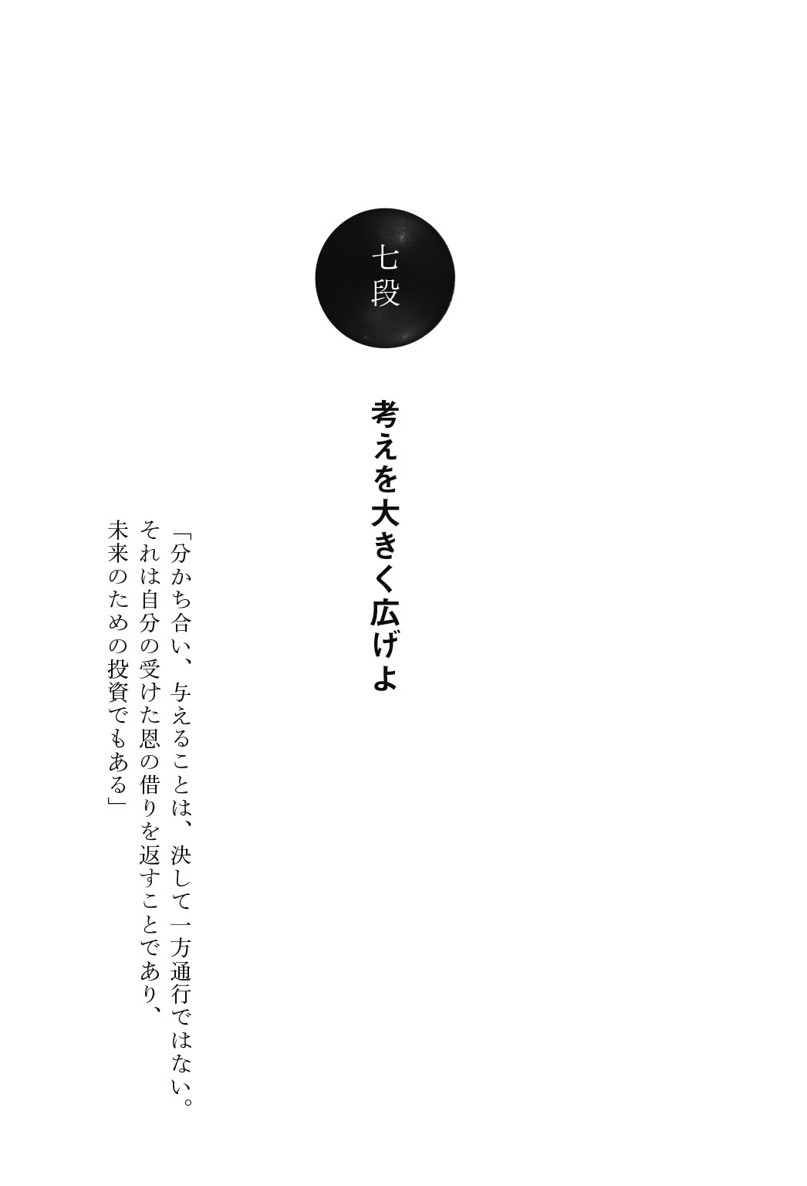 七段
考えを大きく広げよ
「分かち合い、与えることは、決して一方通行ではない。
それは自分の受けた恩の借りを返すことであり、
未来のための投資でもある」